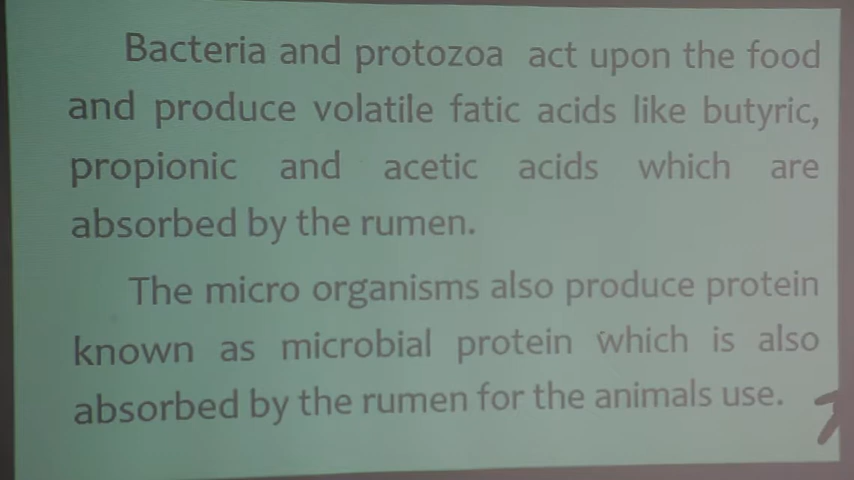 Bacteria and protozoa act upon the food
and produce volatile fatic acids like butyric,
propionic and acetic acids which are
absorbed by the rumen.
The micro organisms also produce protein
known as microbial protein which is also
absorbed by the rumen for the animals use.